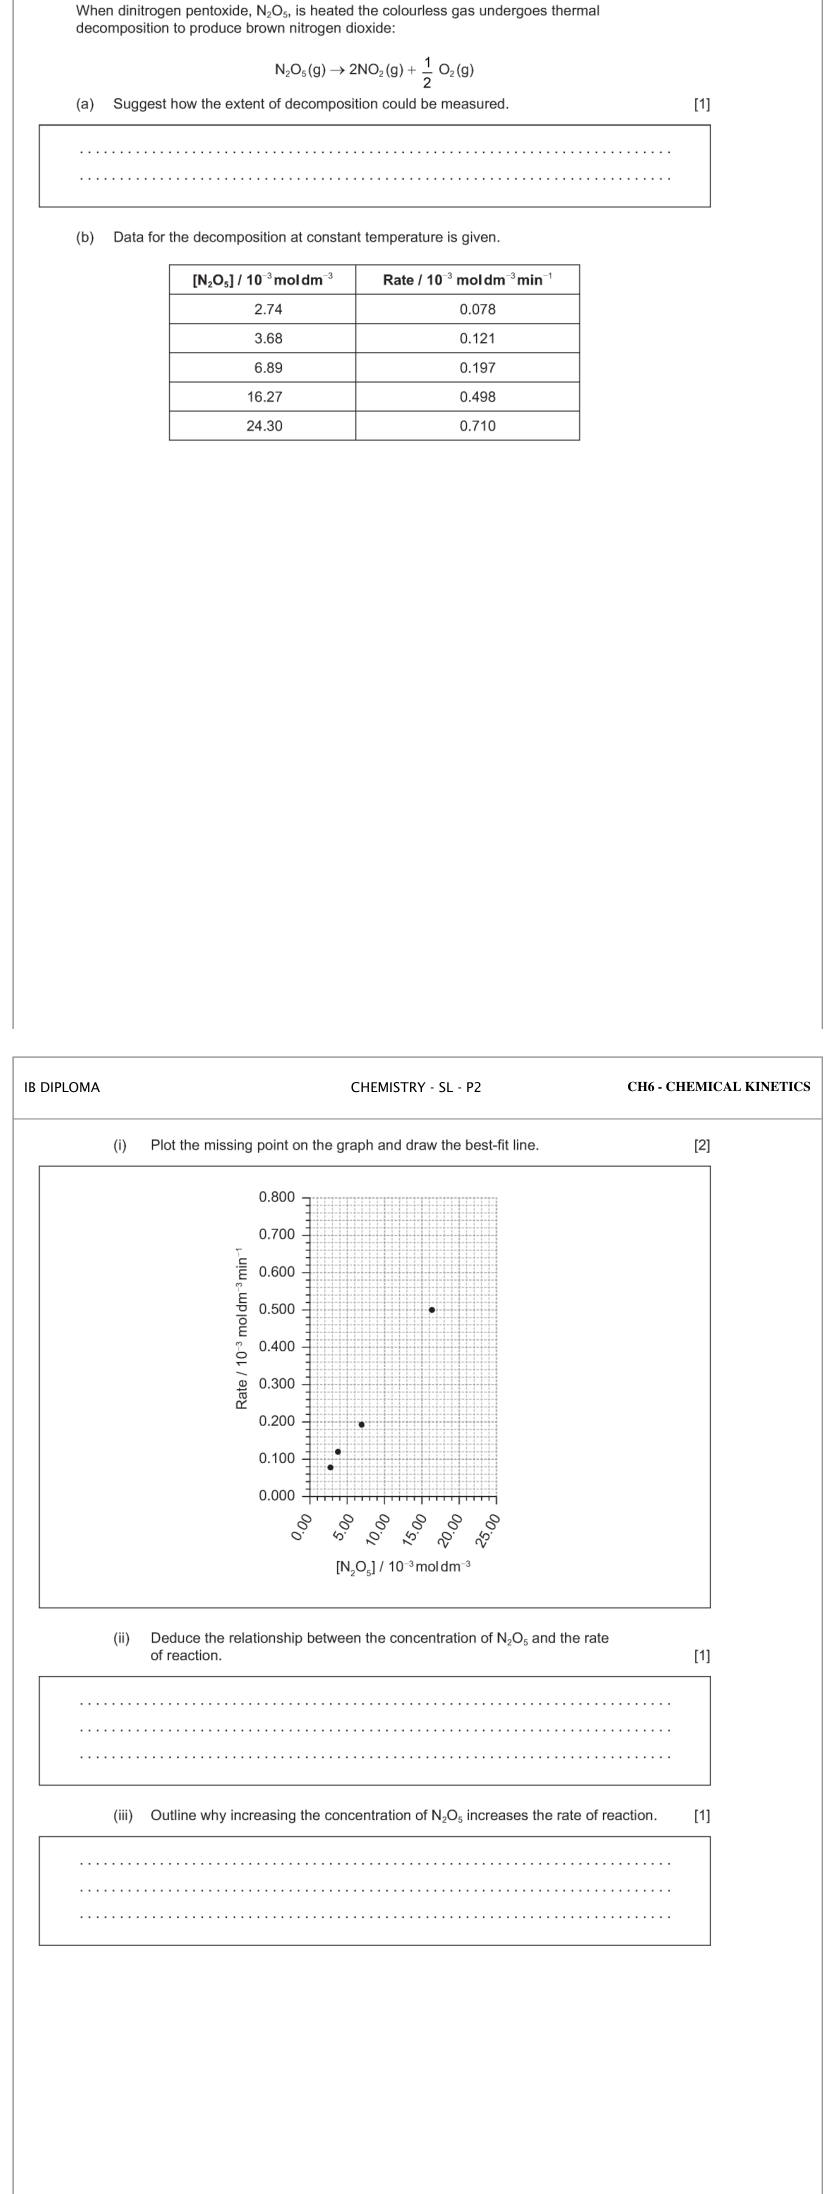 When dinitrogen pentoxide, N₂O₅, is heated the colourless gas undergoes thermal
decomposition to produce brown nitrogen dioxide:
N₂O₅(g) → 2NO₂(g) + 1/2 O₂(g)
(a) Suggest how the extent of decomposition could be measured. [1]
(b) Data for the decomposition at constant temperature is given.
[N₂O₅] / 10⁻³ mol dm⁻³ Rate / 10⁻³ mol dm⁻³ min⁻¹
2.74 0.078
3.68 0.121
6.89 0.197
16.27 0.498
24.30 0.710
IB DIPLOMA CHEMISTRY - SL - P2 CH6 - CHEMICAL KINETICS
(i) Plot the missing point on the graph and draw the best-fit line. [2]
Rate / 10⁻³ mol dm⁻³ min⁻¹
0.800
0.700
0.600
0.500
0.400
0.300
0.200
0.100
0.000
0.00 5.00 10.00 15.00 20.00 25.00
[N₂O₅] / 10⁻³ mol dm⁻³
(ii) Deduce the relationship between the concentration of N₂O₅ and the rate
of reaction. [1]
(iii) Outline why increasing the concentration of N₂O₅ increases the rate of reaction. [1]